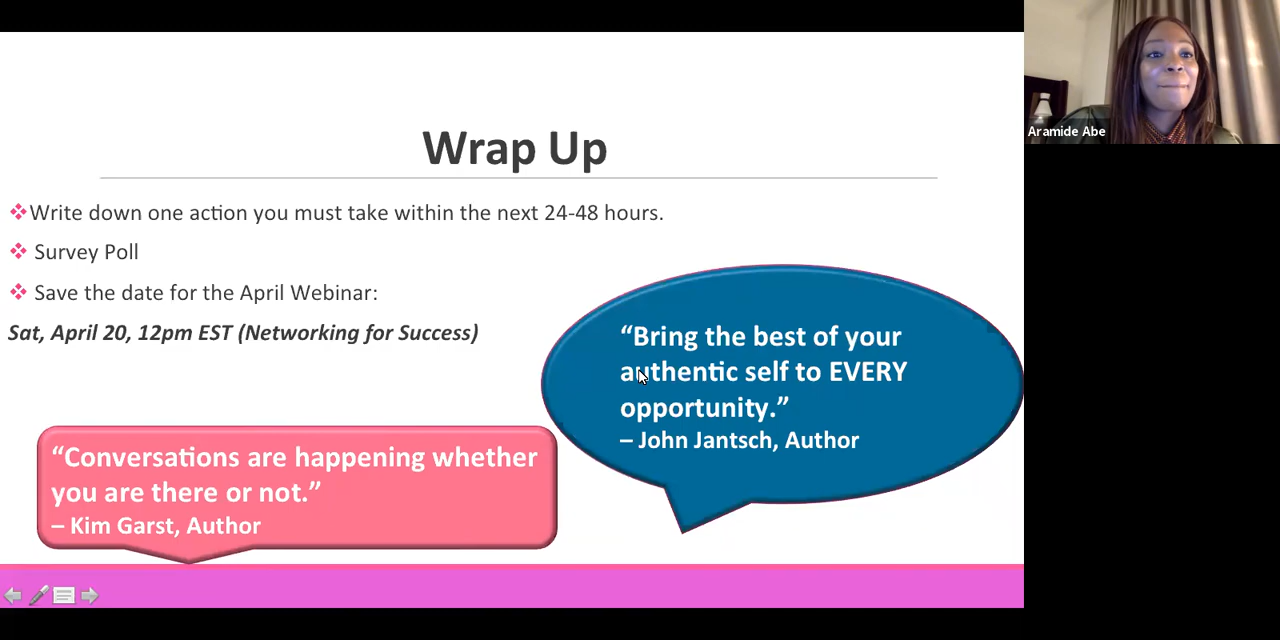 Wrap Up
❖Write down one action you must take within the next 24-48 hours.
❖ Survey Poll
❖ Save the date for the April Webinar:
Sat, April 20, 12pm EST (Networking for Success)
“Bring the best of your
authentic self to EVERY
opportunity.”
– John Jantsch, Author
“Conversations are happening whether
you are there or not.”
– Kim Garst, Author
Aramide Abe